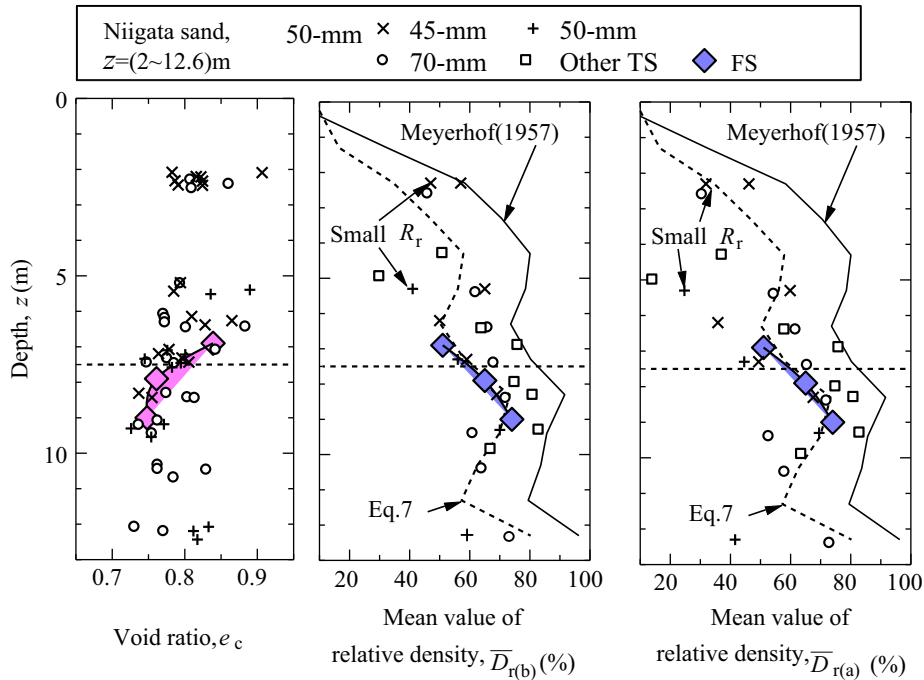 Niigata sand, 50-mm × 45-mm + 50-mm
z=(2~12.6)m ○ 70-mm □ Other TS ◇ FS
0
5
10
Depth, z (m)
0.7 0.8 0.9
Void ratio, e c
Meyerhof(1957)
Small R r
Eq.7
20 40 60 80 100
Mean value of
relative density, D r(b) (%)
Meyerhof(1957)
Small R r
Eq.7
20 40 60 80 100
Mean value of
relative density, D r(a) (%)